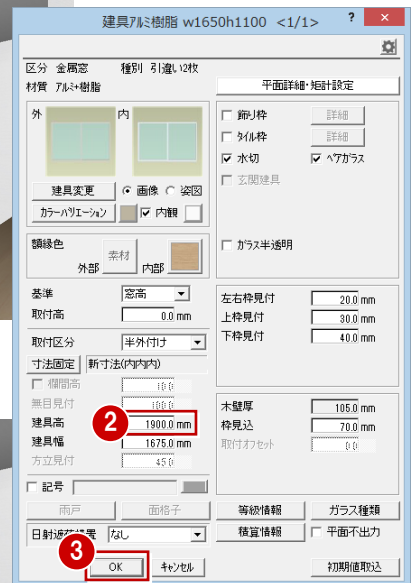 建具アルミ樹脂 w1650h1100 <1/1>
?
×
区分 金属窓 種別 引違い2枚
材質 アルミ+樹脂
平面詳細・矩計設定
外 内
建具変更
画像 姿図
カラーバリエーション
内観
額縁色
外部 素材 内部
飾り枠 詳細
タイル枠 詳細
水切 ペアガラス
玄関建具
ガラス半透明
基準 窓高
取付高 0.0 mm
取付区分 半外付け
寸法固定 新寸法(内内内)
欄間高
無目見付
建具高 2 1900.0 mm
建具幅 1675.0 mm
方立見付 45.0
左右枠見付 20.0 mm
上枠見付 30.0 mm
下枠見付 40.0 mm
木壁厚 105.0 mm
枠見込 70.0 mm
取付オフセット 0.0
記号
雨戸 面格子 等級情報 ガラス種類
なし 積算情報 平面不出力
3
OK キャンセル 初期値取込